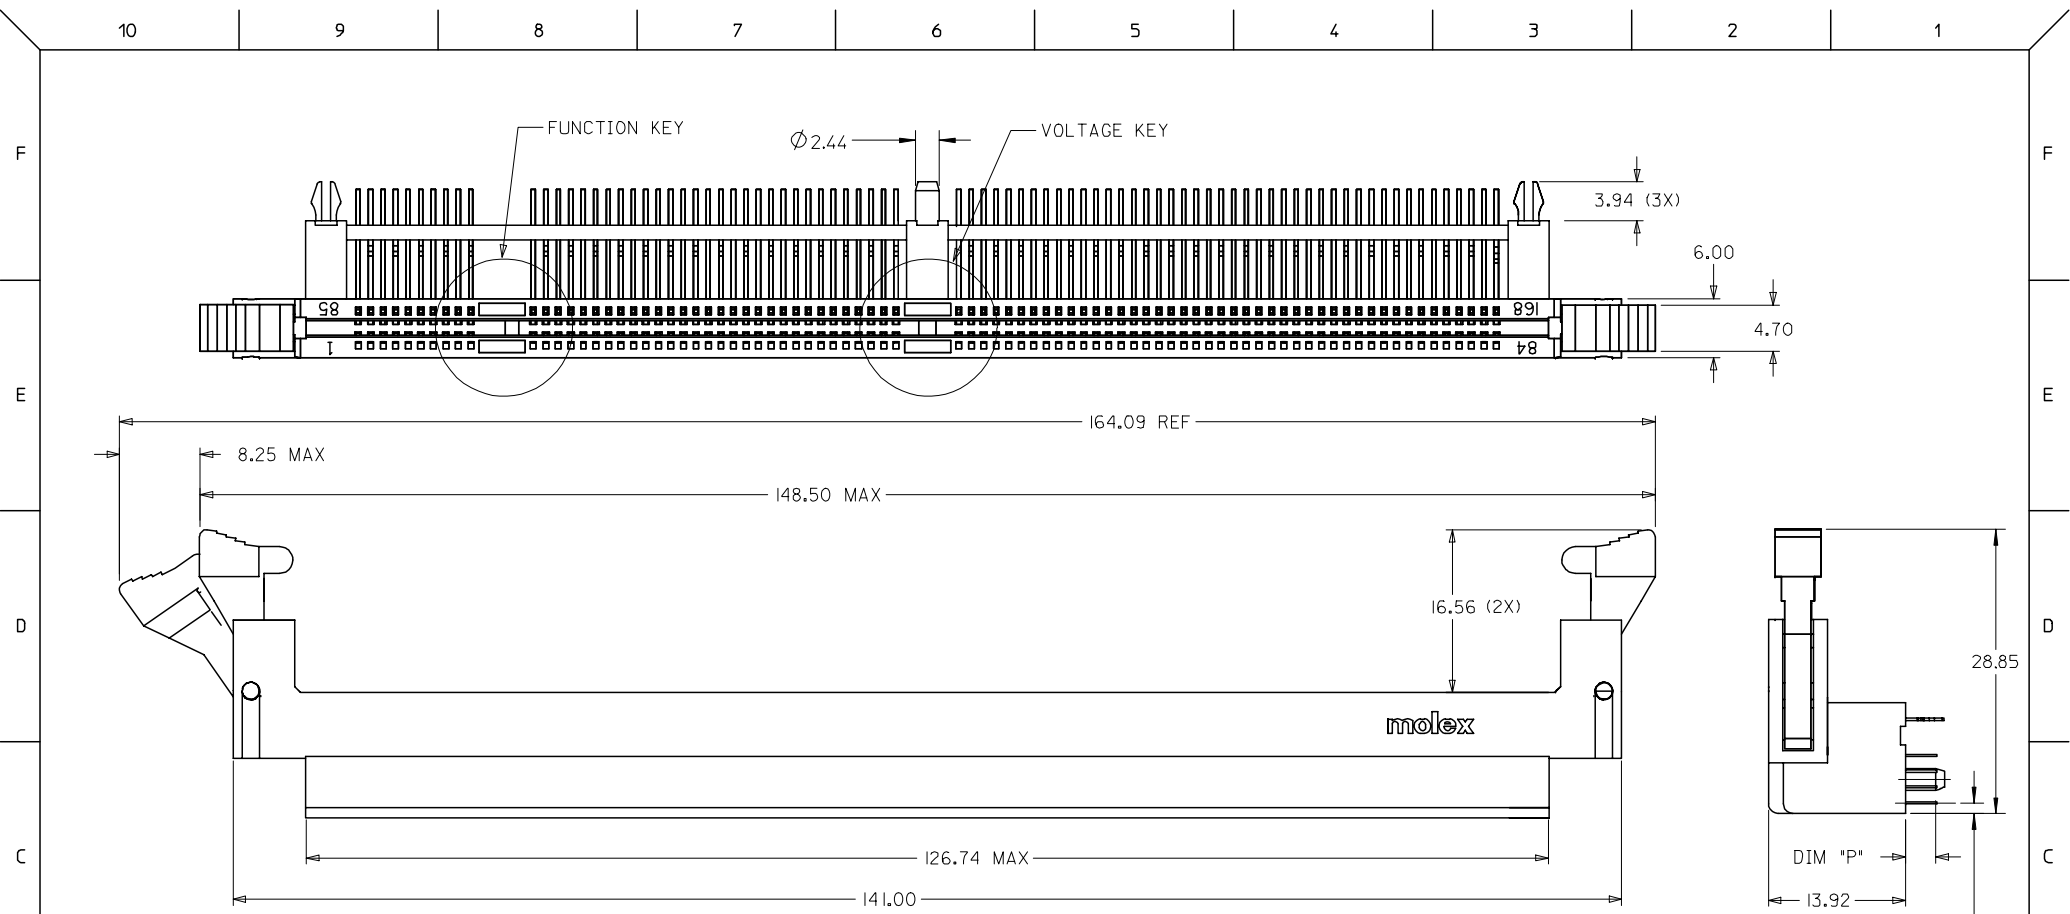 10 9 8 7 6 5 4 3 2 1
FUNCTION KEY
Ø2.44
VOLTAGE KEY
F
F
3.94 (3X)
6.00
85
168
4.70
1
84
E
E
164.09 REF
8.25 MAX
148.50 MAX
16.56 (2X)
D
D
28.85
molex
C
C
126.74 MAX
DIM "P"
141.00
13.92